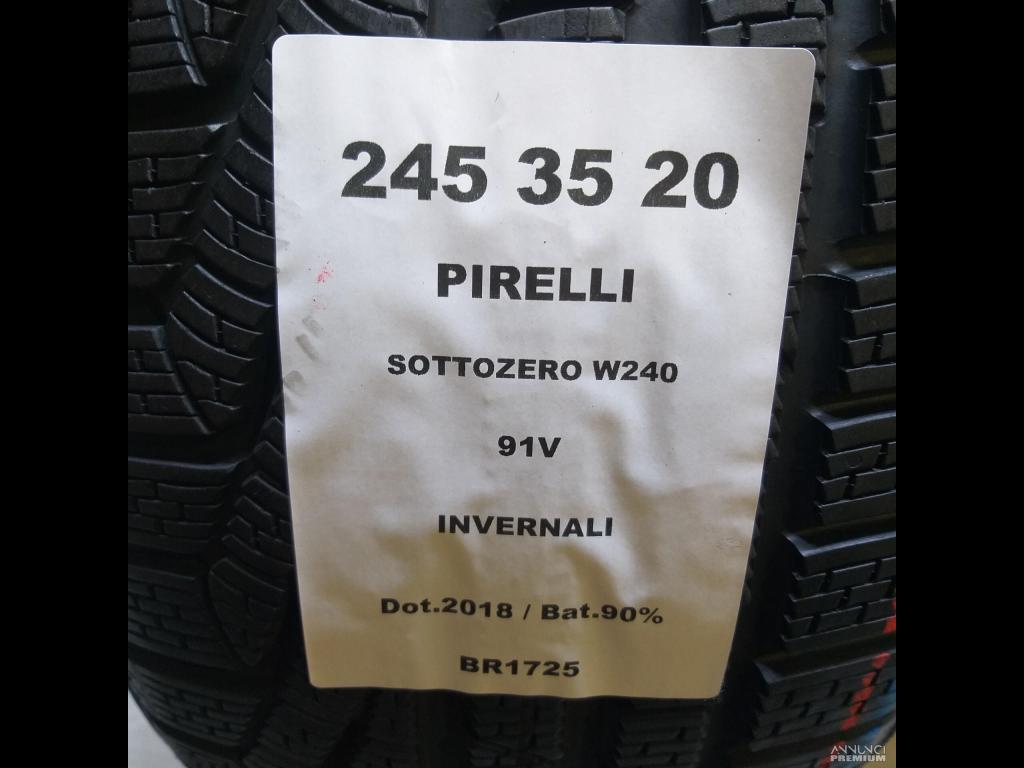 245 35 20
PIRELLI
SOTTOZERO W240
91V
INVERNALI
Dot.2018 / Bat.90%
BR1725
ANNUNCI
PREMIUM